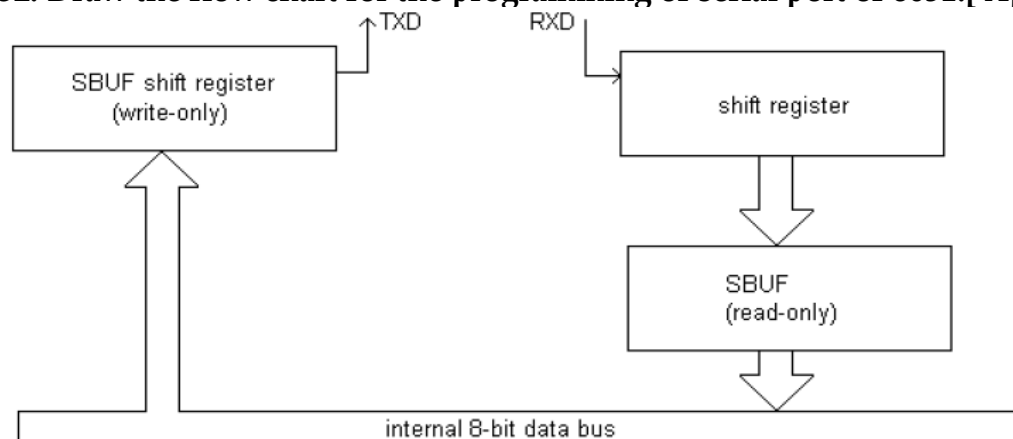 Draw the flow chart for the programming of serial port of 8051.
TXD
RXD
SBUF shift register
(write-only)
shift register
SBUF
(read-only)
internal 8-bit data bus